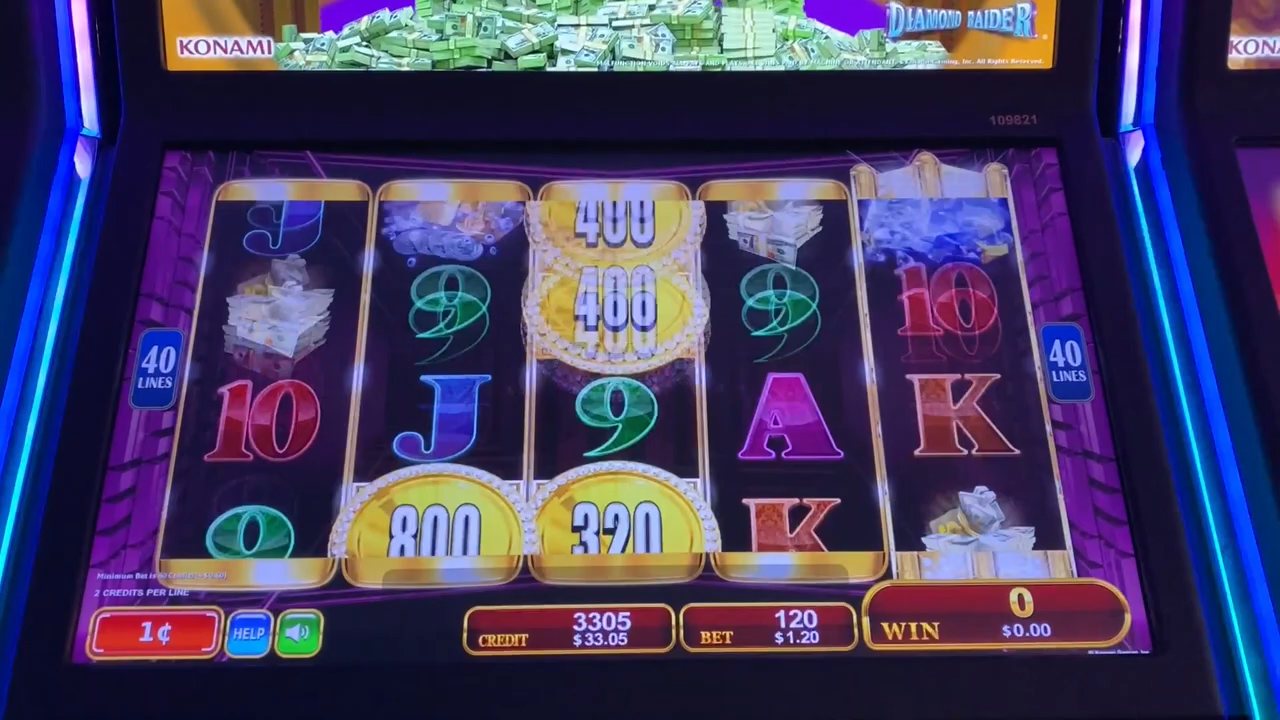 DIAMOND RAIDER
KONAMI
KON
109821
J
400
9
400
9
10
40
LINES
40
LINES
10
J
9
A
K
9
800
320
K
2 CREDITS PER LINE
1¢
HELP
CREDIT
3305
$33.05
BET
120
$1.20
WIN
0
$0.00